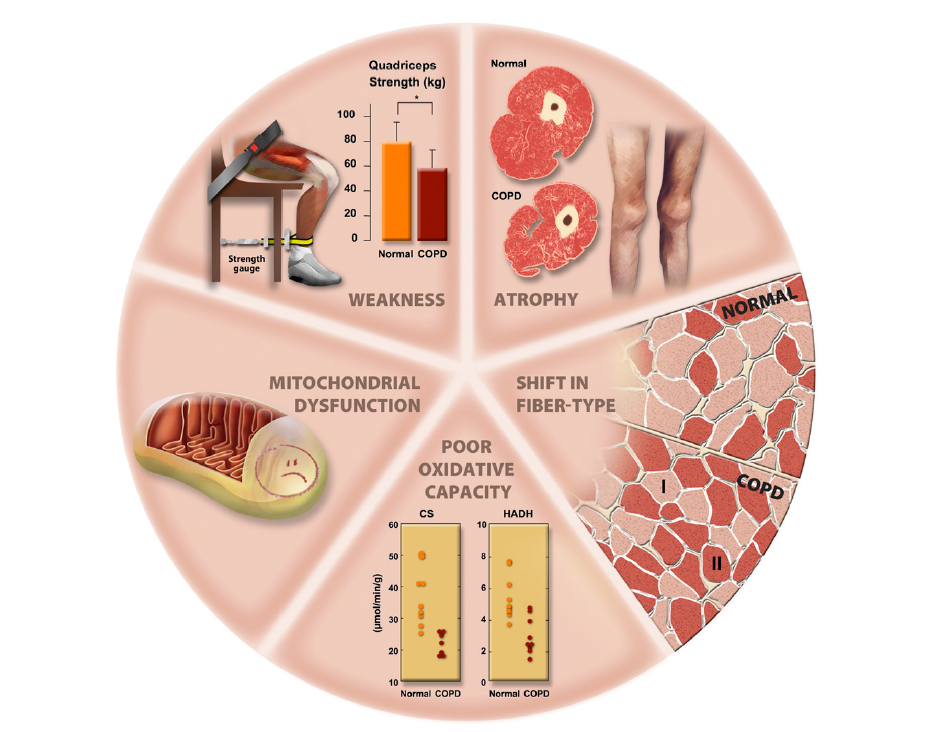 Quadriceps
Strength (kg)
*
100
80
60
40
20
0
Normal COPD
Strength
gauge
WEAKNESS
Normal
COPD
ATROPHY
NORMAL
COPD
I
II
SHIFT IN
FIBER-TYPE
MITOCHONDRIAL
DYSFUNCTION
POOR
OXIDATIVE
CAPACITY
CS
(µmol/min/g)
60
50
40
30
20
10
Normal COPD
HADH
10
8
6
4
2
0
Normal COPD